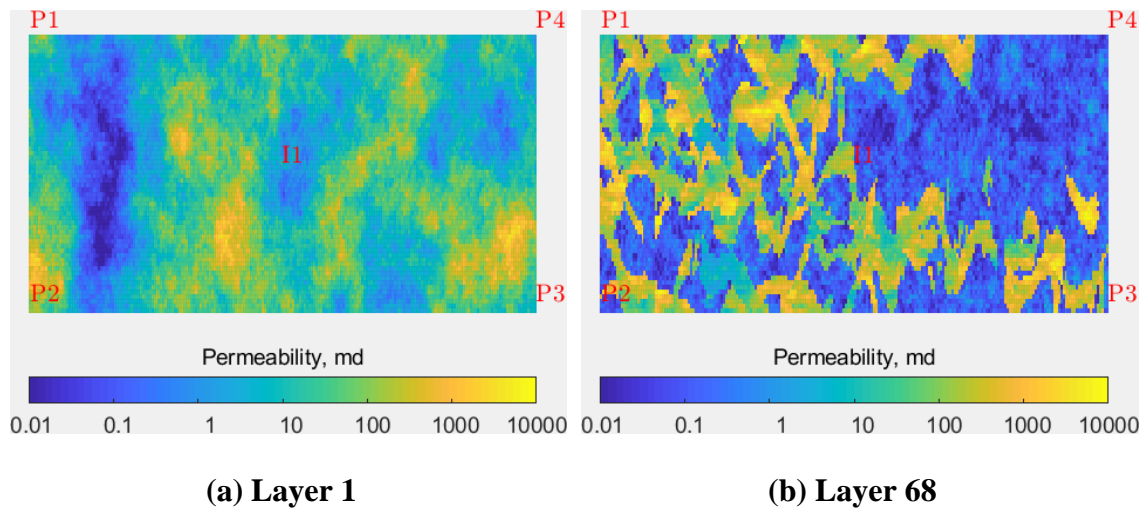 P1 P4 P1 P4
I1 I1
P2 P3 P2 P3
Permeability, md Permeability, md
0.01 0.1 1 10 100 1000 10000 0.01 0.1 1 10 100 1000 10000
(a) Layer 1 (b) Layer 68